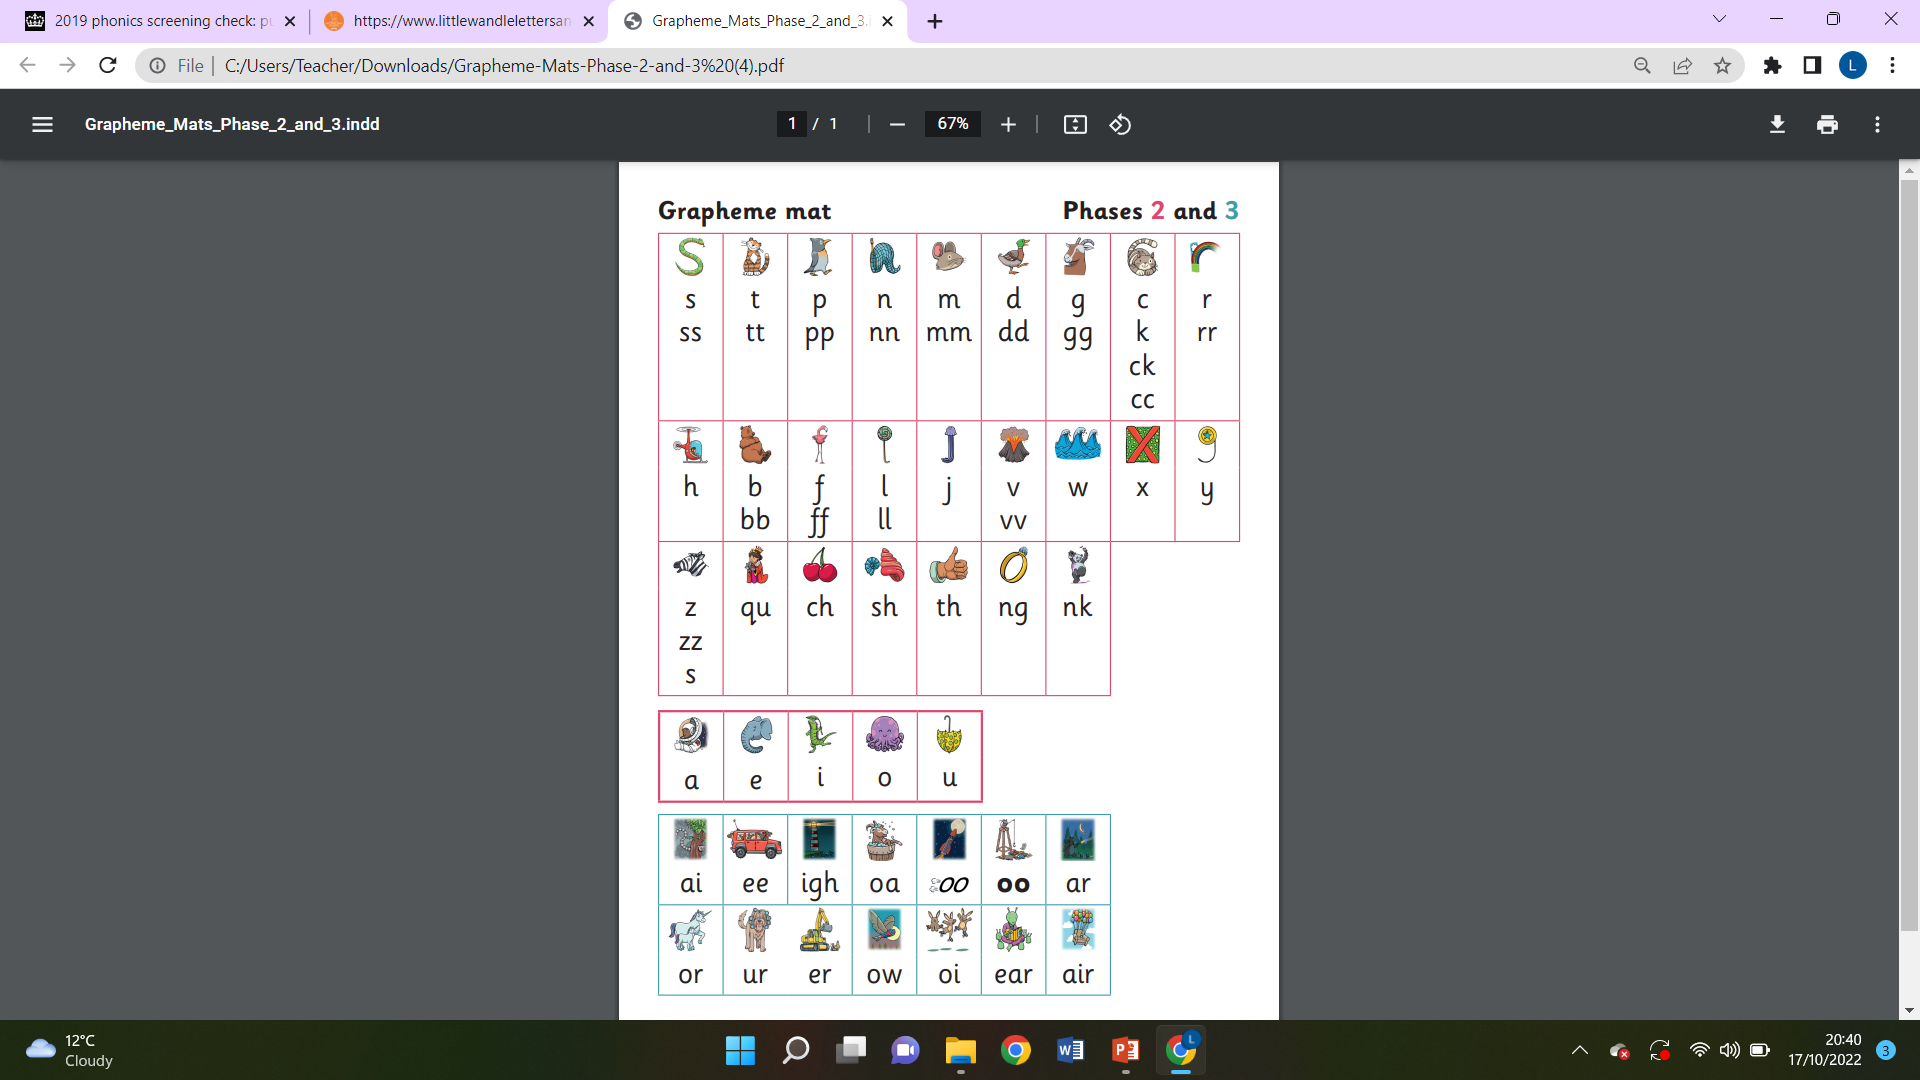 2019 phonics screening check: pu
https://www.littlewandlelettersan
Grapheme_Mats_Phase_2_and_3.i
File | C:/Users/Teacher/Downloads/Grapheme-Mats-Phase-2-and-3%20(4).pdf
L
Grapheme_Mats_Phase_2_and_3.indd
1 / 1
67%
Grapheme mat Phases 2 and 3
s t p n m d g c r
ss tt pp nn mm dd gg k rr
ck
cc
h b f l j v w x y
bb ff ll vv
z qu ch sh th ng nk
zz
s
a e i o u
ai ee igh oa oo oo ar
or ur er ow oi ear air
12°C
Cloudy
L
20:40
17/10/2022
3